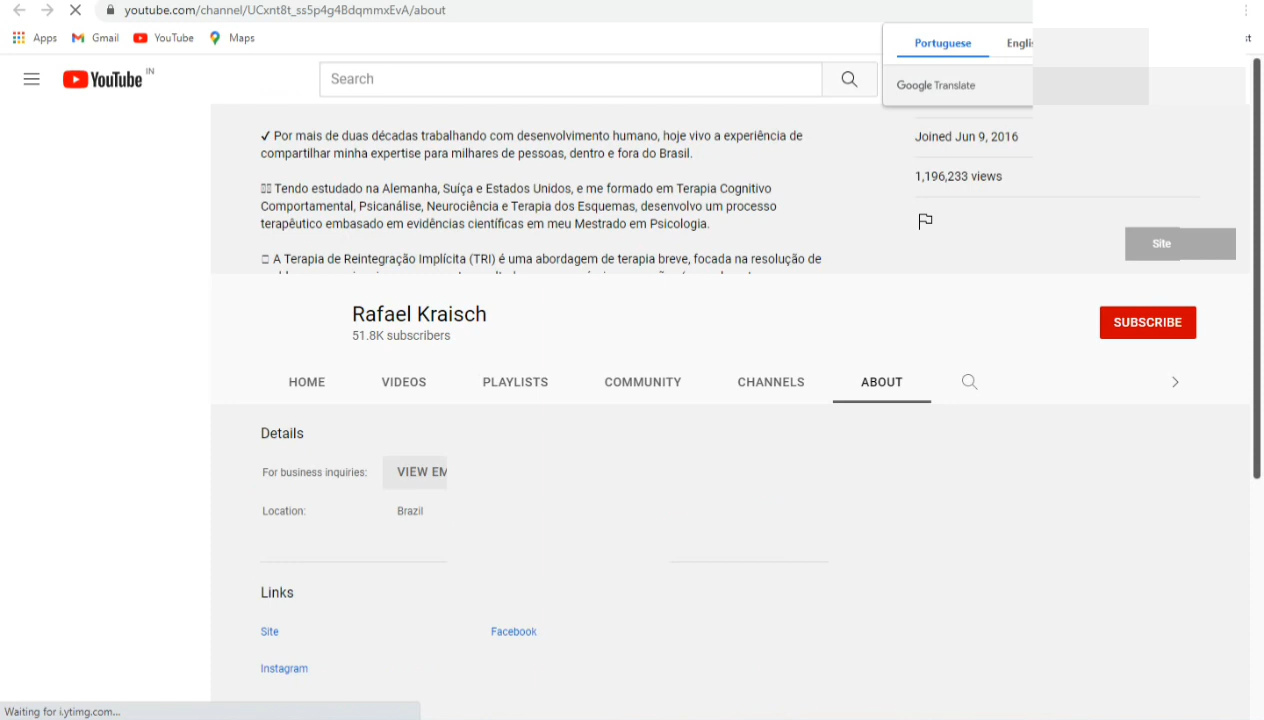 youtube.com/channel/UCxnt8t_ss5p4g4BdqmmxEvA/about
Apps Gmail YouTube Maps
Portuguese
Google Translate
YouTube IN
Search
✓ Por mais de duas décadas trabalhando com desenvolvimento humano, hoje vivo a experiência de
compartilhar minha expertise para milhares de pessoas, dentro e fora do Brasil.
Tendo estudado na Alemanha, Suíça e Estados Unidos, e me formado em Terapia Cognitivo
Comportamental, Psicanálise, Neurociência e Terapia dos Esquemas, desenvolvo um processo
terapêutico embasado em evidências científicas em meu Mestrado em Psicologia.
A Terapia de Reintegração Implícita (TRI) é uma abordagem de terapia breve, focada na resolução de
Joined Jun 9, 2016
1,196,233 views
Site
Rafael Kraisch
51.8K subscribers
SUBSCRIBE
HOME VIDEOS PLAYLISTS COMMUNITY CHANNELS ABOUT
Details
For business inquiries: VIEW EM
Location: Brazil
Links
Site Facebook
Instagram
Waiting for i.ytimg.com...